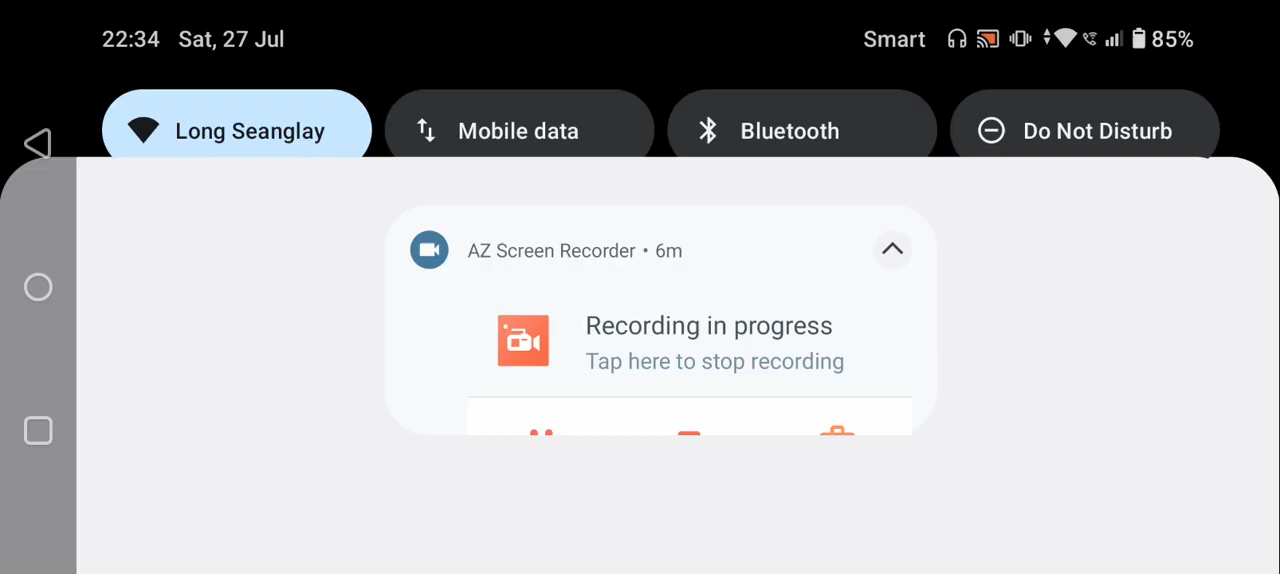 22:34 Sat, 27 Jul Smart 85%
Long Seanglay Mobile data Bluetooth Do Not Disturb
AZ Screen Recorder • 6m
Recording in progress
Tap here to stop recording